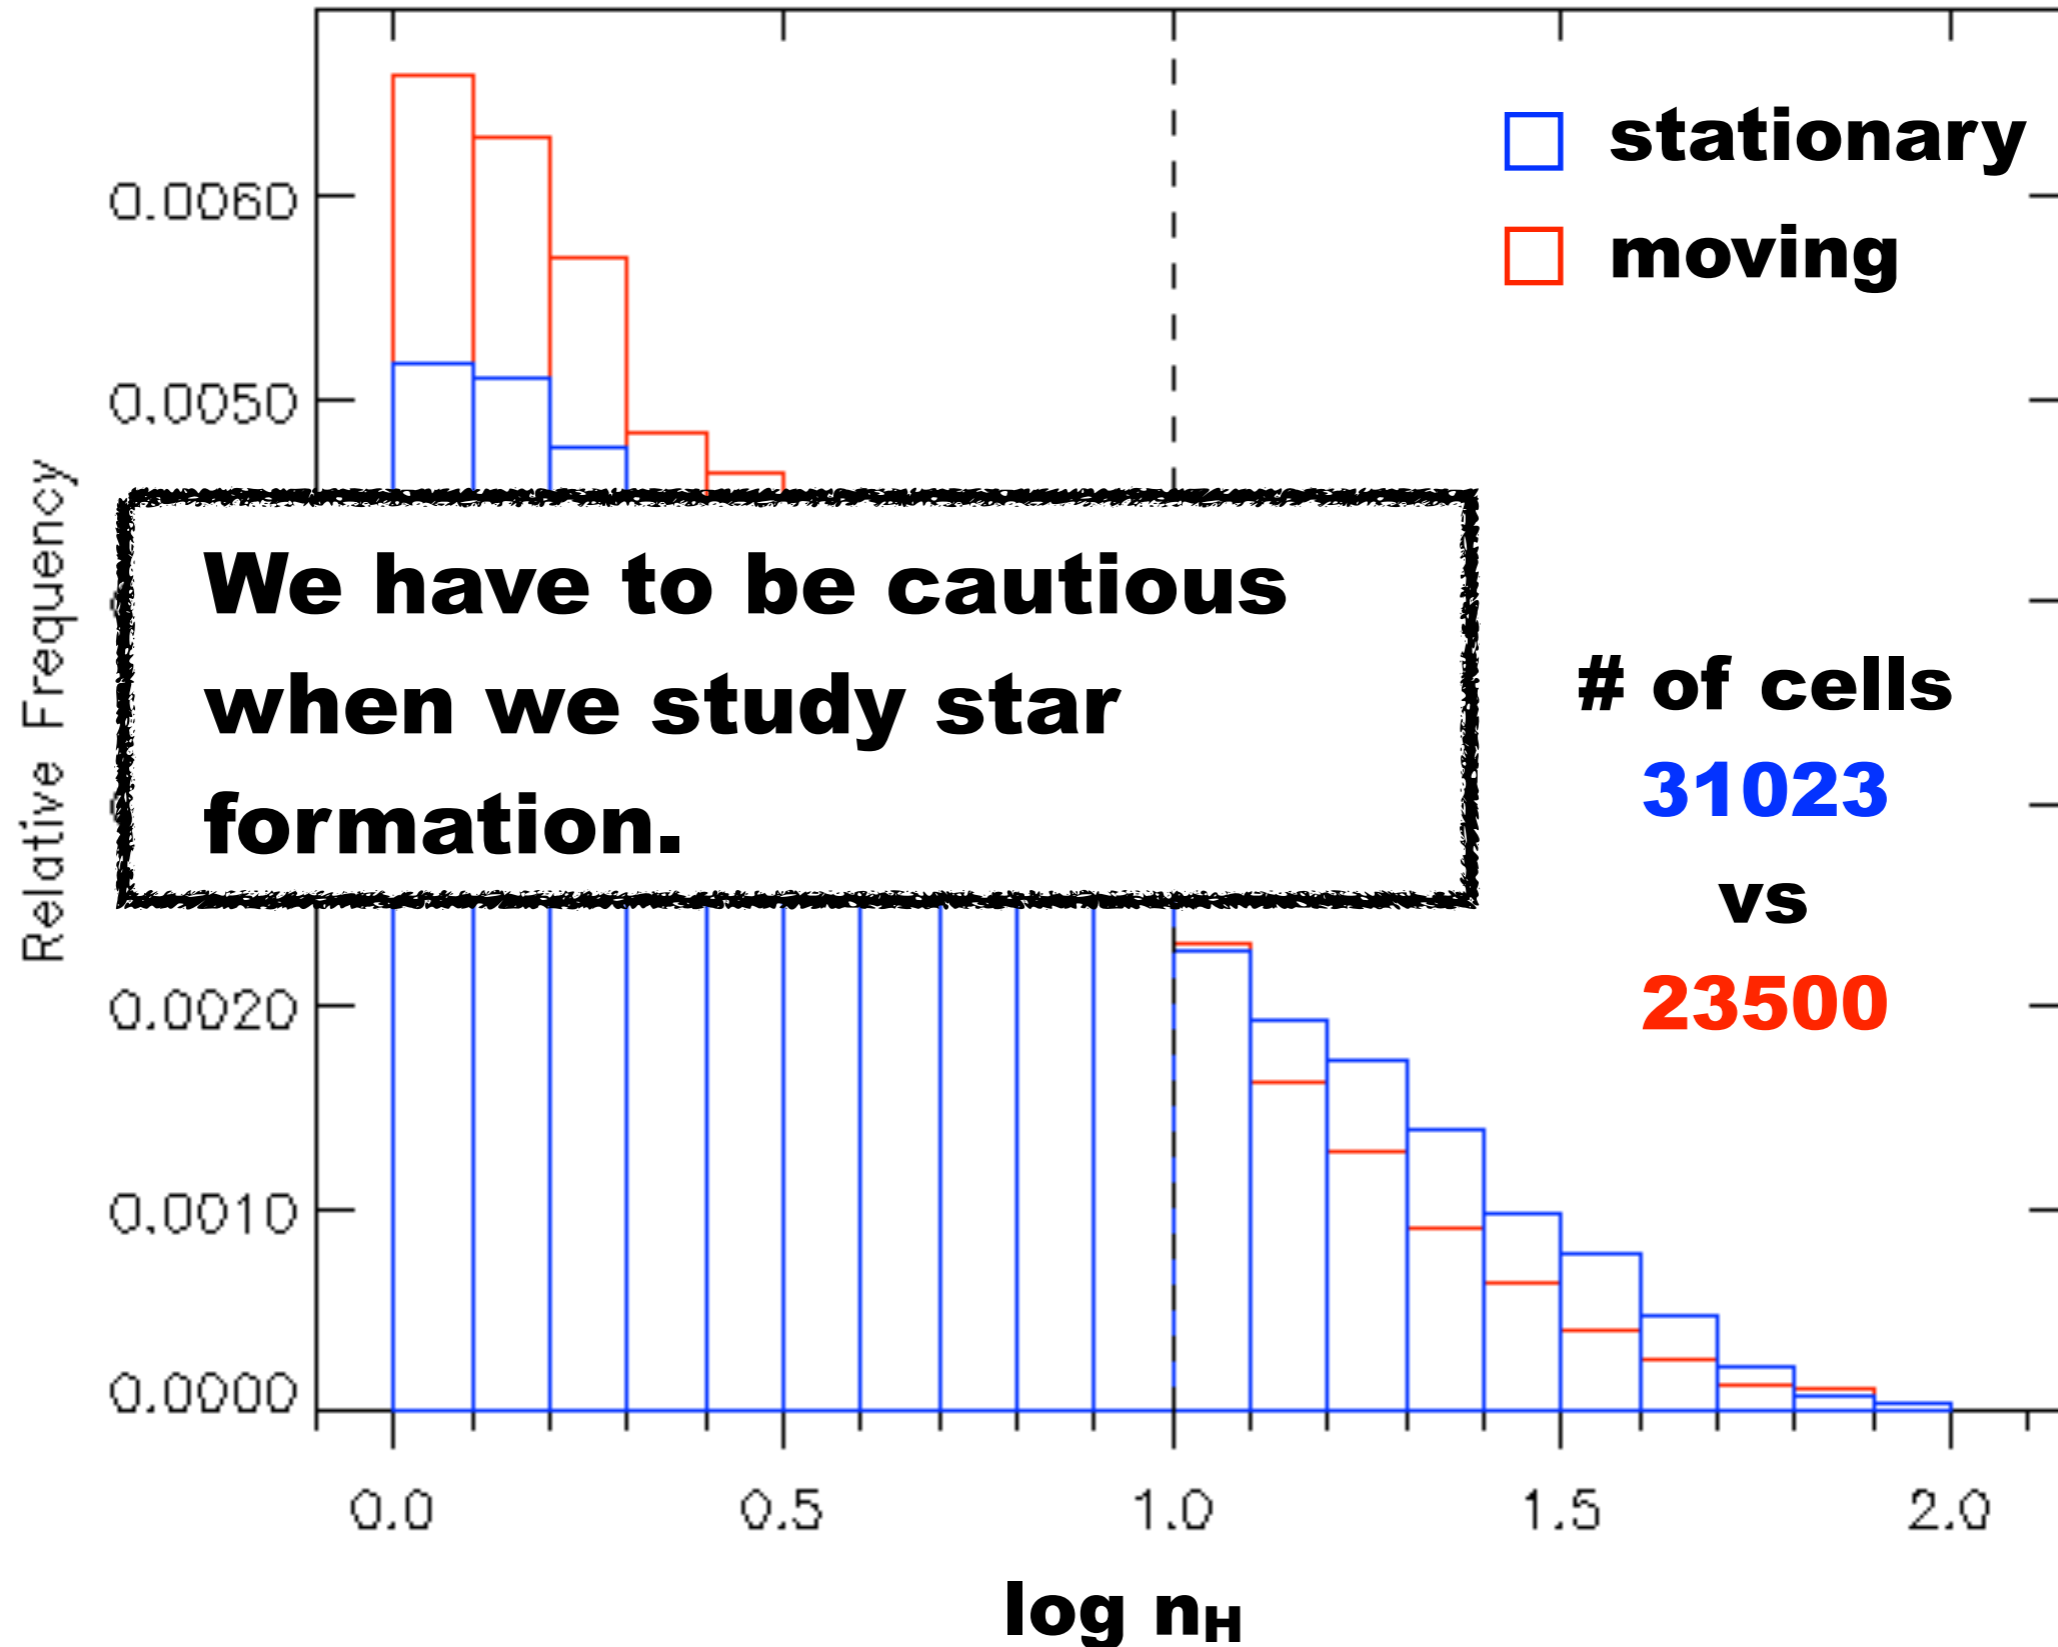 stationary
moving
0.0060
0.0050
Relative Frequency
We have to be cautious
when we study star
formation.
# of cells
31023
vs
23500
0.0020
0.0010
0.0000
0.0 0.5 1.0 1.5 2.0
log nH